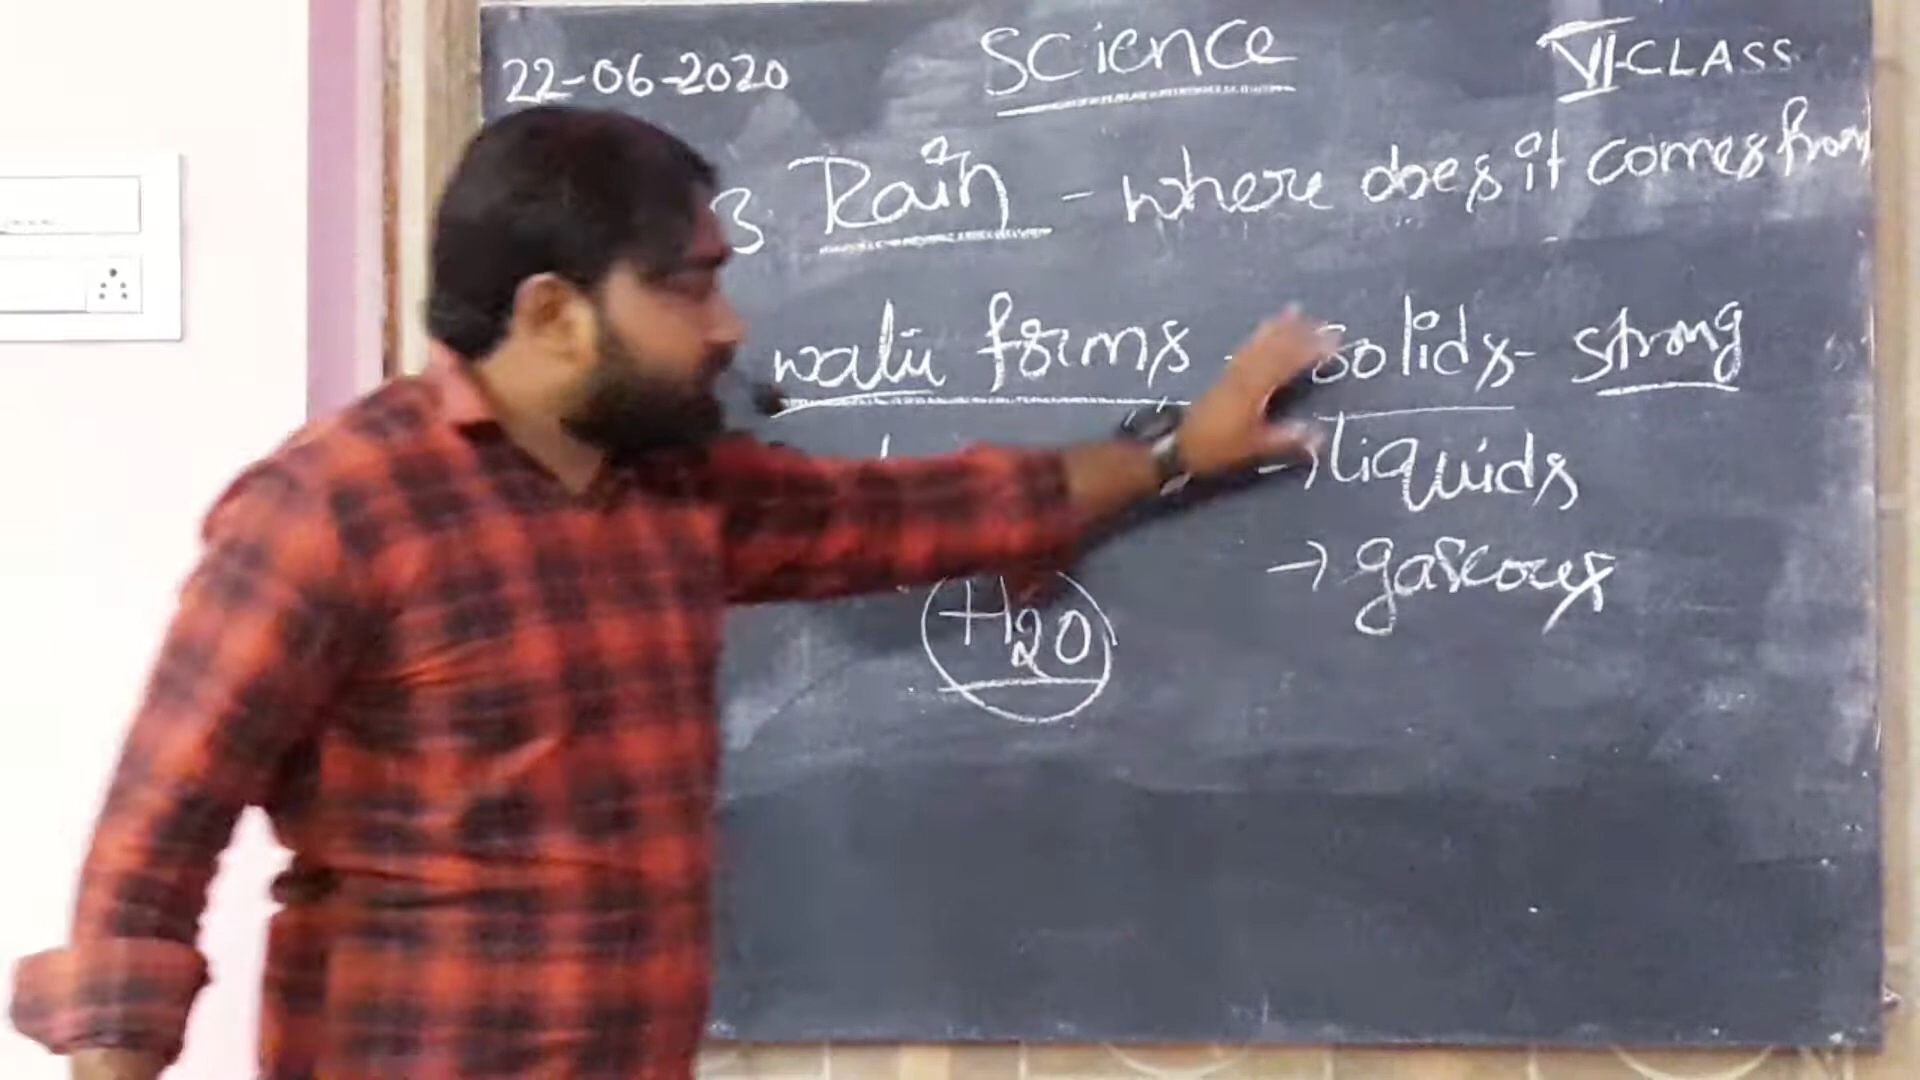 22-06-2020 Science VI-CLASS
3. Rain - where does it comes from
water forms - solids - strong
→ liquids
→ gaseous
H2O